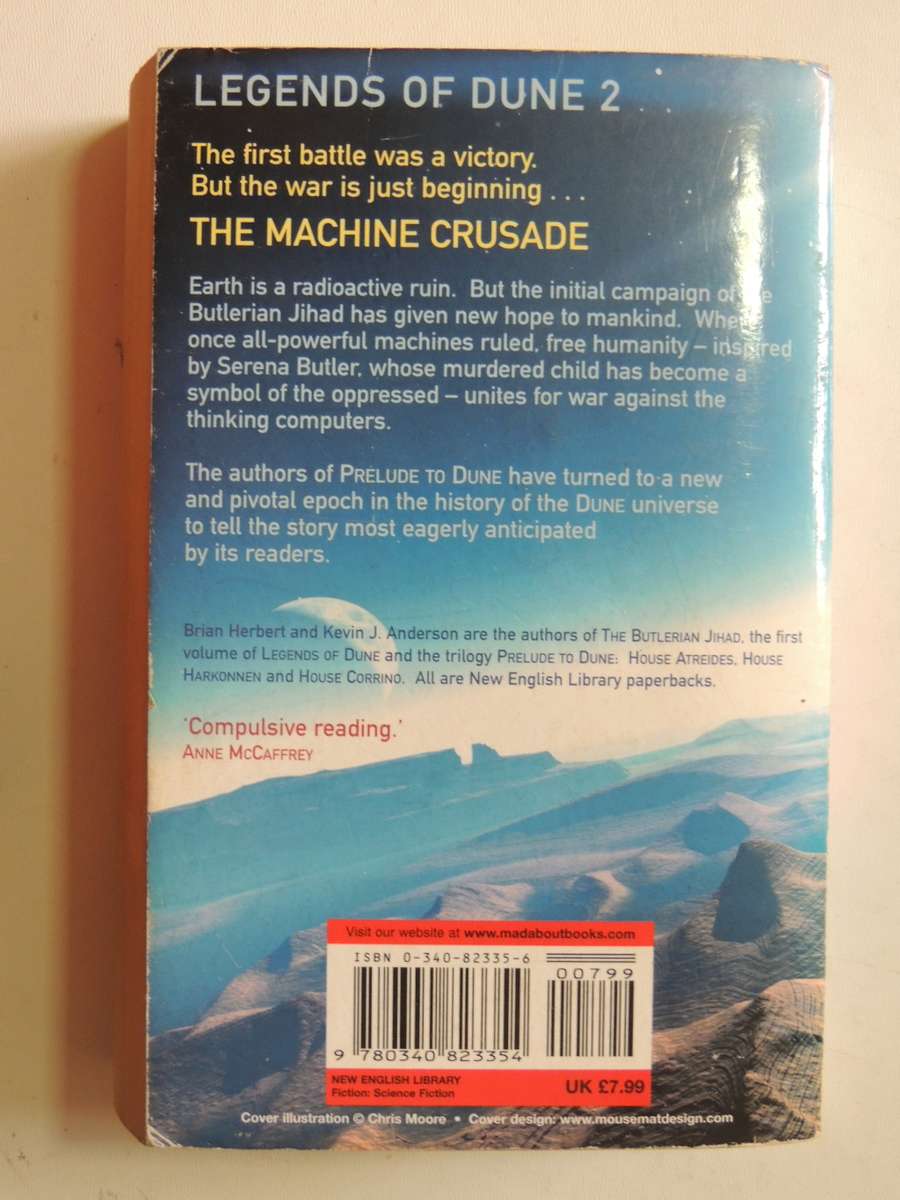 LEGENDS OF DUNE 2
The first battle was a victory.
But the war is just beginning . . .
THE MACHINE CRUSADE
Earth is a radioactive ruin. But the initial campaign of the
Butlerian Jihad has given new hope to mankind. Where
once all-powerful machines ruled, free humanity – inspired
by Serena Butler, whose murdered child has become a
symbol of the oppressed – unites for war against the
thinking computers.
The authors of PRELUDE TO DUNE have turned to a new
and pivotal epoch in the history of the DUNE universe
to tell the story most eagerly anticipated
by its readers.
Brian Herbert and Kevin J. Anderson are the authors of THE BUTLERIAN JIHAD, the first
volume of LEGENDS OF DUNE and the trilogy PRELUDE TO DUNE: HOUSE ATREIDES, HOUSE
HARKONNEN and HOUSE CORRINO. All are New English Library paperbacks.
'Compulsive reading.'
ANNE MCCAFFREY
Visit our website at www.madaboutbooks.com
ISBN 0-340-82335-6
00799
9 780340 823354
NEW ENGLISH LIBRARY
Fiction: Science Fiction
UK £7.99
Cover illustration © Chris Moore • Cover design: www.mousematdesign.com